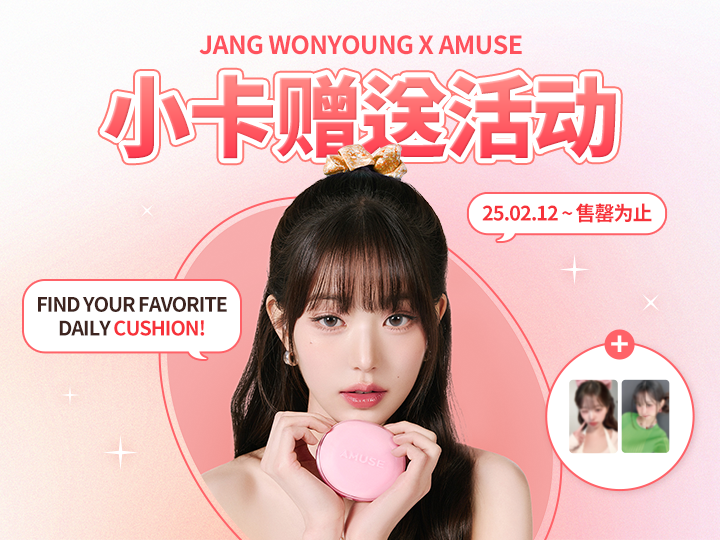 JANG WONYOUNG X AMUSE
小卡赠送活动
25.02.12 ~ 售罄为止
FIND YOUR FAVORITE
DAILY CUSHION!
+
AMUSE